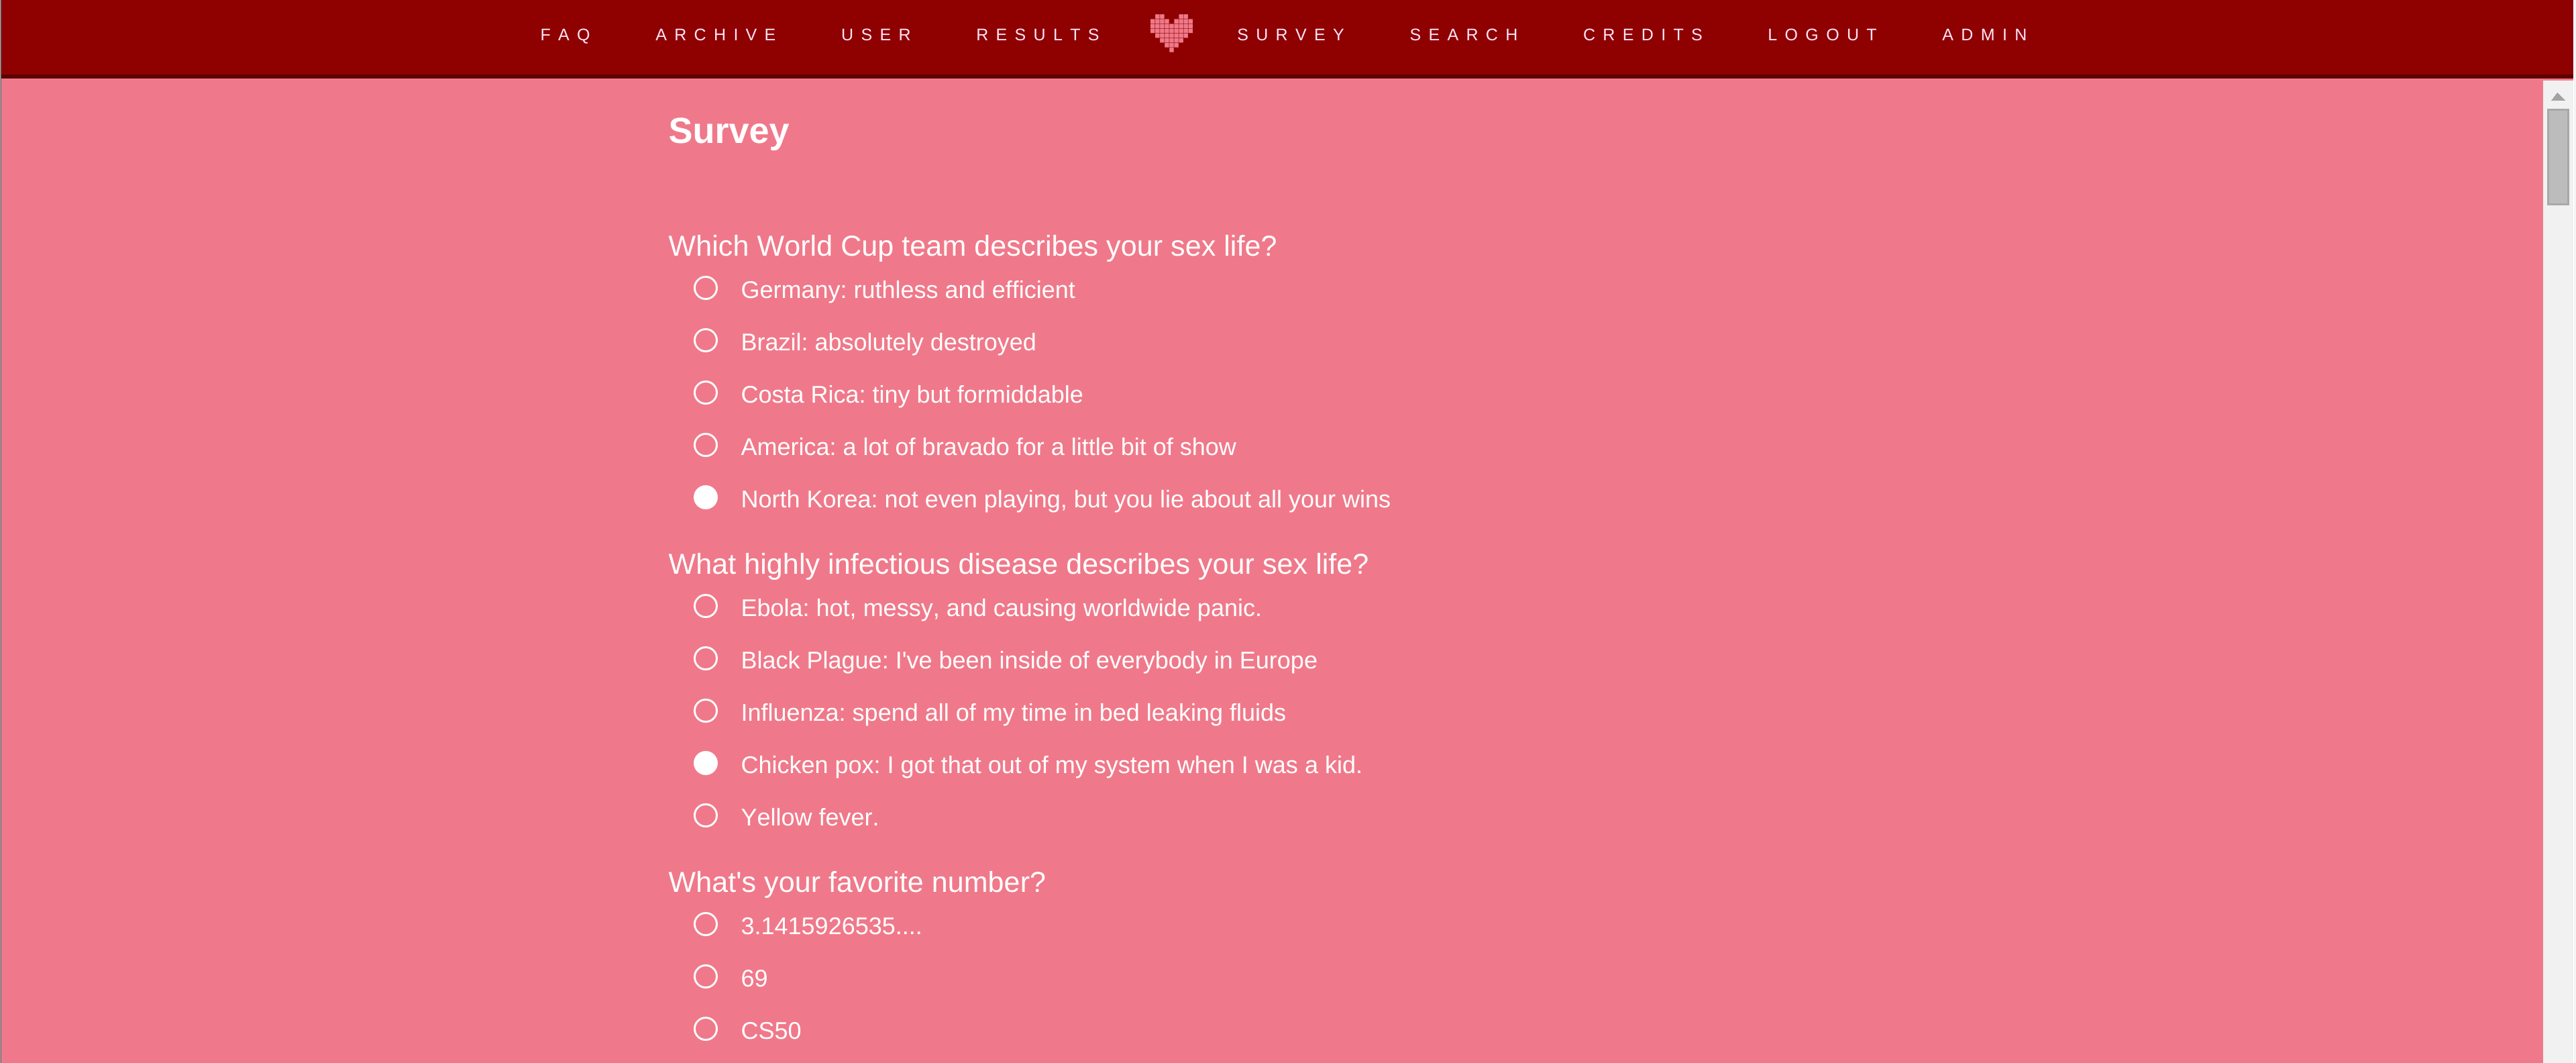 FAQ ARCHIVE USER RESULTS SURVEY SEARCH CREDITS LOGOUT ADMIN
Survey
Which World Cup team describes your sex life?
Germany: ruthless and efficient
Brazil: absolutely destroyed
Costa Rica: tiny but formiddable
America: a lot of bravado for a little bit of show
North Korea: not even playing, but you lie about all your wins
What highly infectious disease describes your sex life?
Ebola: hot, messy, and causing worldwide panic.
Black Plague: I've been inside of everybody in Europe
Influenza: spend all of my time in bed leaking fluids
Chicken pox: I got that out of my system when I was a kid.
Yellow fever.
What's your favorite number?
3.1415926535....
69
CS50